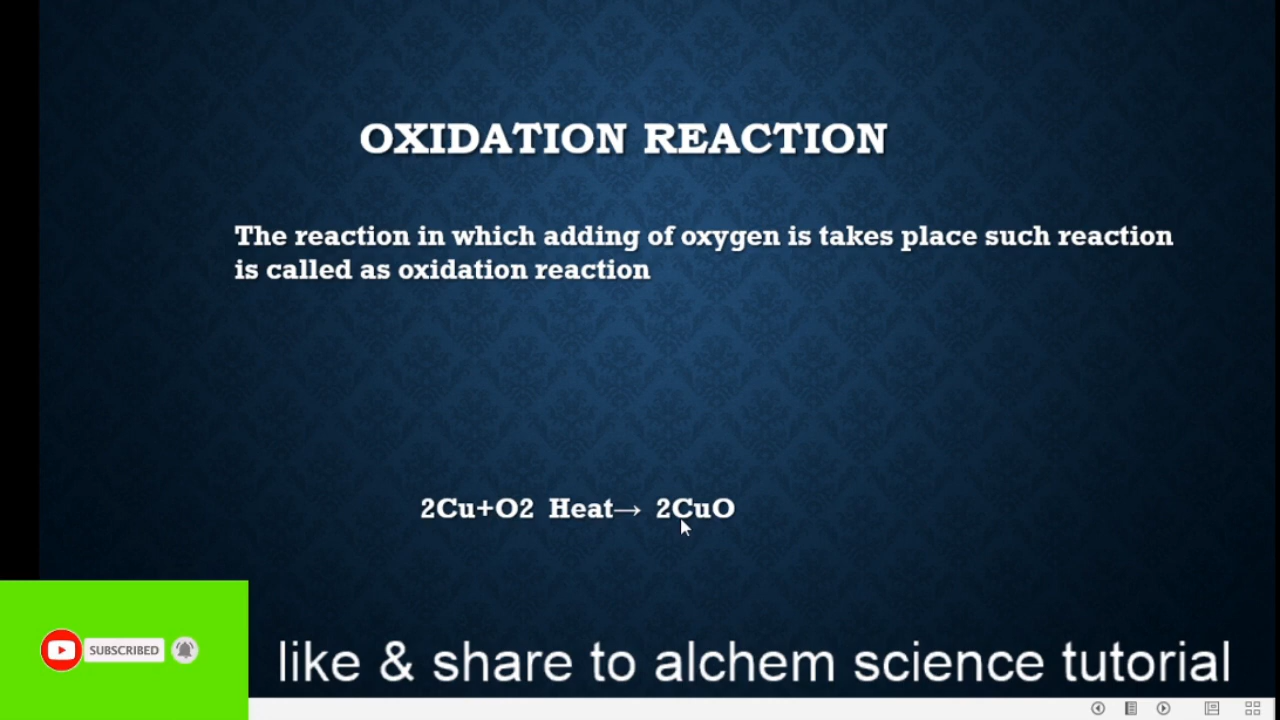 OXIDATION REACTION
The reaction in which adding of oxygen is takes place such reaction
is called as oxidation reaction
2Cu+O2 Heat→ 2CuO
SUBSCRIBED
like & share to alchem science tutorial